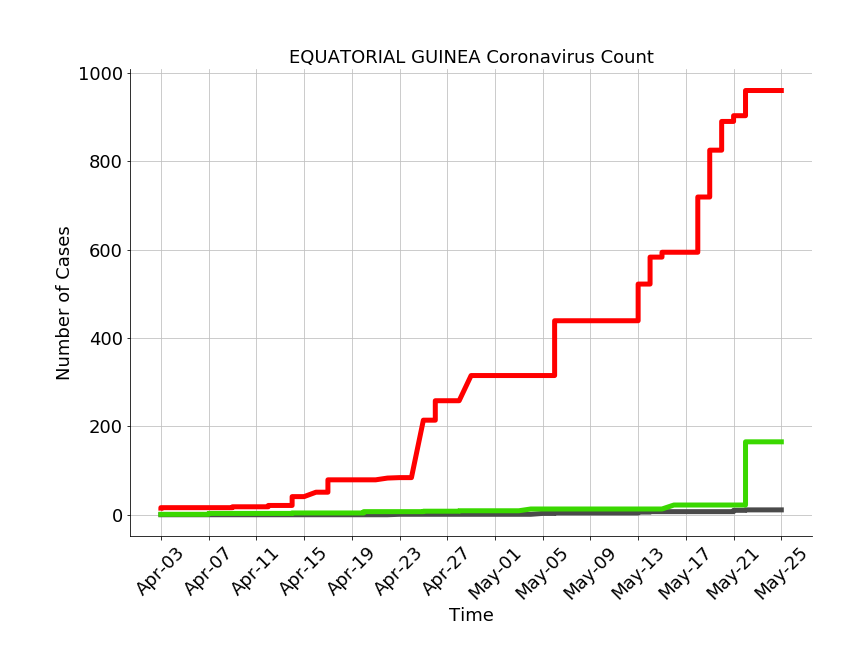 EQUATORIAL GUINEA Coronavirus Count
1000
800
600
400
200
0
Number of Cases
Apr-03
Apr-07
Apr-11
Apr-15
Apr-19
Apr-23
Apr-27
May-01
May-05
May-09
May-13
May-17
May-21
May-25
Time